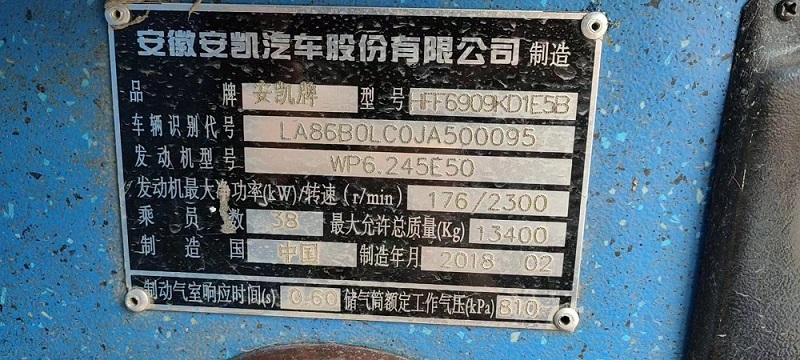 安徽安凯汽车股份有限公司 制造
品 牌 安凯牌 型号 HFF6909KD1E5B
车辆识别代号 LA86B0LC0JA500095
发动机型号 WP6.245E50
发动机最大净功率(kW)/转速(r/min) 176/2300
乘员数 38 最大允许总质量(Kg) 13400
制造国 中国 制造年月 2018 02
制动气室响应时间(s) 0.60 储气筒额定工作气压(kPa) 810